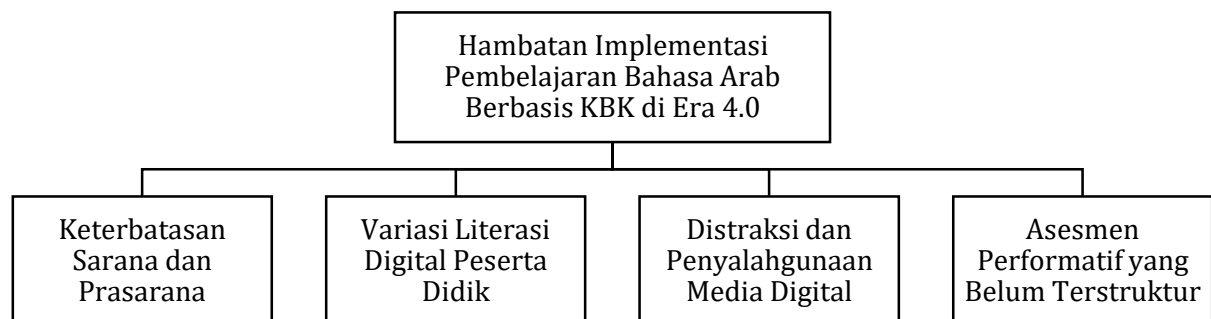 Hambatan Implementasi
Pembelajaran Bahasa Arab
Berbasis KBK di Era 4.0
Keterbatasan
Sarana dan
Prasarana
Variasi Literasi
Digital Peserta
Didik
Distraksi dan
Penyalahgunaan
Media Digital
Asesmen
Performatif yang
Belum Terstruktur